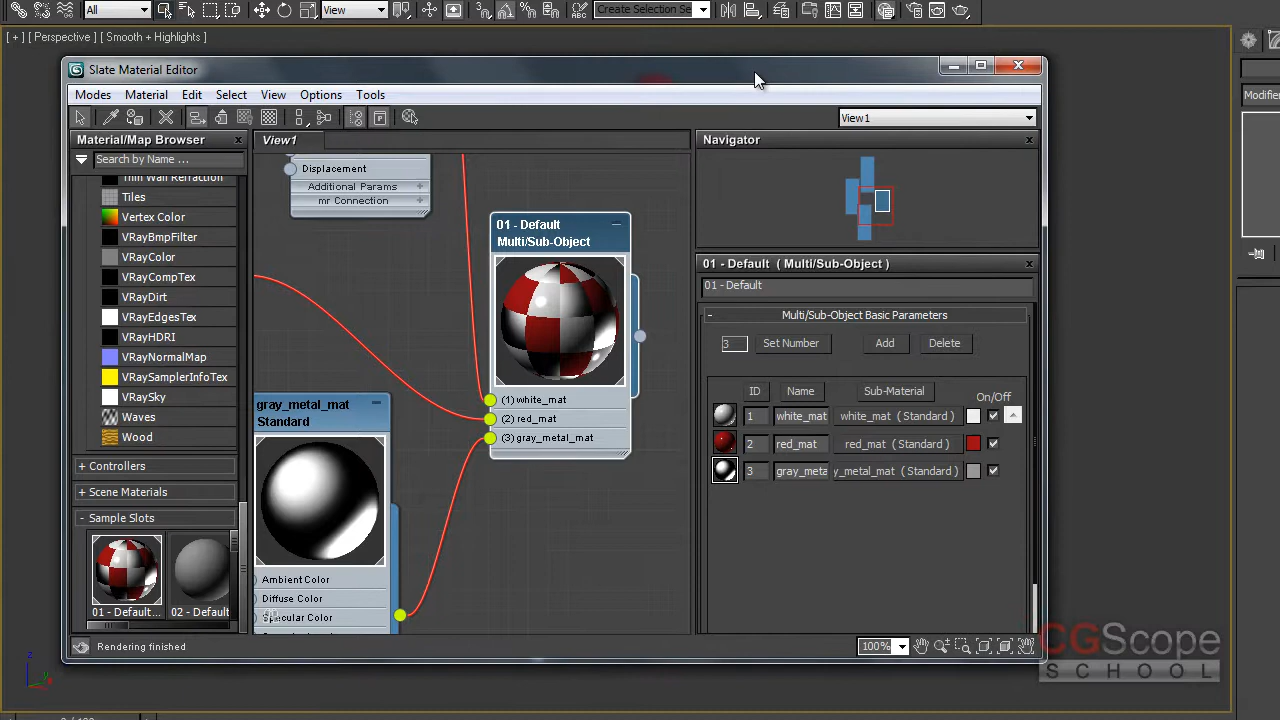 All
View
Create Selection Se
[ + ] [ Perspective ] [ Smooth + Highlights ]
Slate Material Editor
Modes Material Edit Select View Options Tools
View1
Material/Map Browser
Search by Name ...
Thin Wall Refraction
Tiles
Vertex Color
VRayBmpFilter
VRayColor
VRayCompTex
VRayDirt
VRayEdgesTex
VRayHDRI
VRayNormalMap
VRaySamplerInfoTex
VRaySky
Waves
Wood
+ Controllers
+ Scene Materials
- Sample Slots
01 - Default... 02 - Default
View1
Displacement
Additional Params +
mr Connection +
01 - Default
Multi/Sub-Object
(1) white_mat
(2) red_mat
(3) gray_metal_mat
gray_metal_mat
Standard
Ambient Color
Diffuse Color
Specular Color
Navigator
01 - Default ( Multi/Sub-Object )
01 - Default
- Multi/Sub-Object Basic Parameters
3 Set Number Add Delete
ID Name Sub-Material On/Off
1 white_mat white_mat ( Standard )
2 red_mat red_mat ( Standard )
3 gray_meta y_metal_mat ( Standard )
Rendering finished
100%
Modifier
CGScope
SCHOOL
z
x